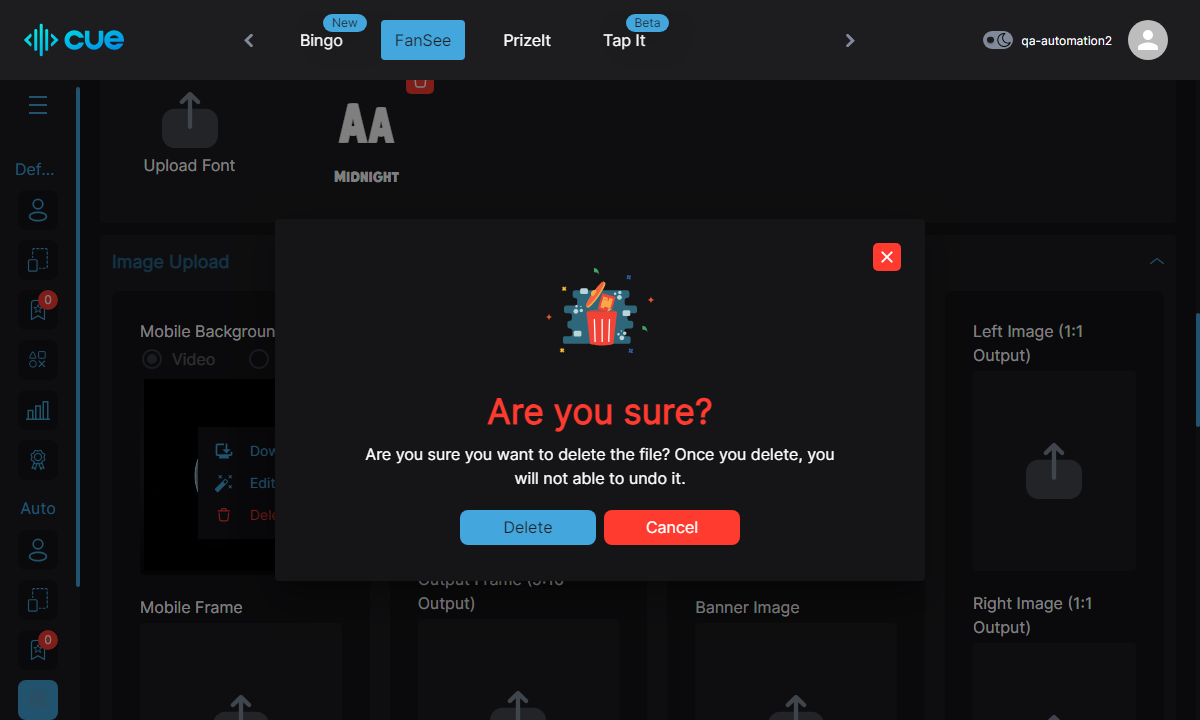 cue
Bingo
New
FanSee
PrizeIt
Tap It
Beta
qa-automation2
Def...
0
Auto
0
Upload Font
AA
MIDNIGHT
Image Upload
Mobile Backgroun
Video
Dow
Edit
Dele
Left Image (1:1
Output)
Are you sure?
Are you sure you want to delete the file? Once you delete, you
will not able to undo it.
Delete
Cancel
Mobile Frame
Output Frame (9:16
Output)
Banner Image
Right Image (1:1
Output)